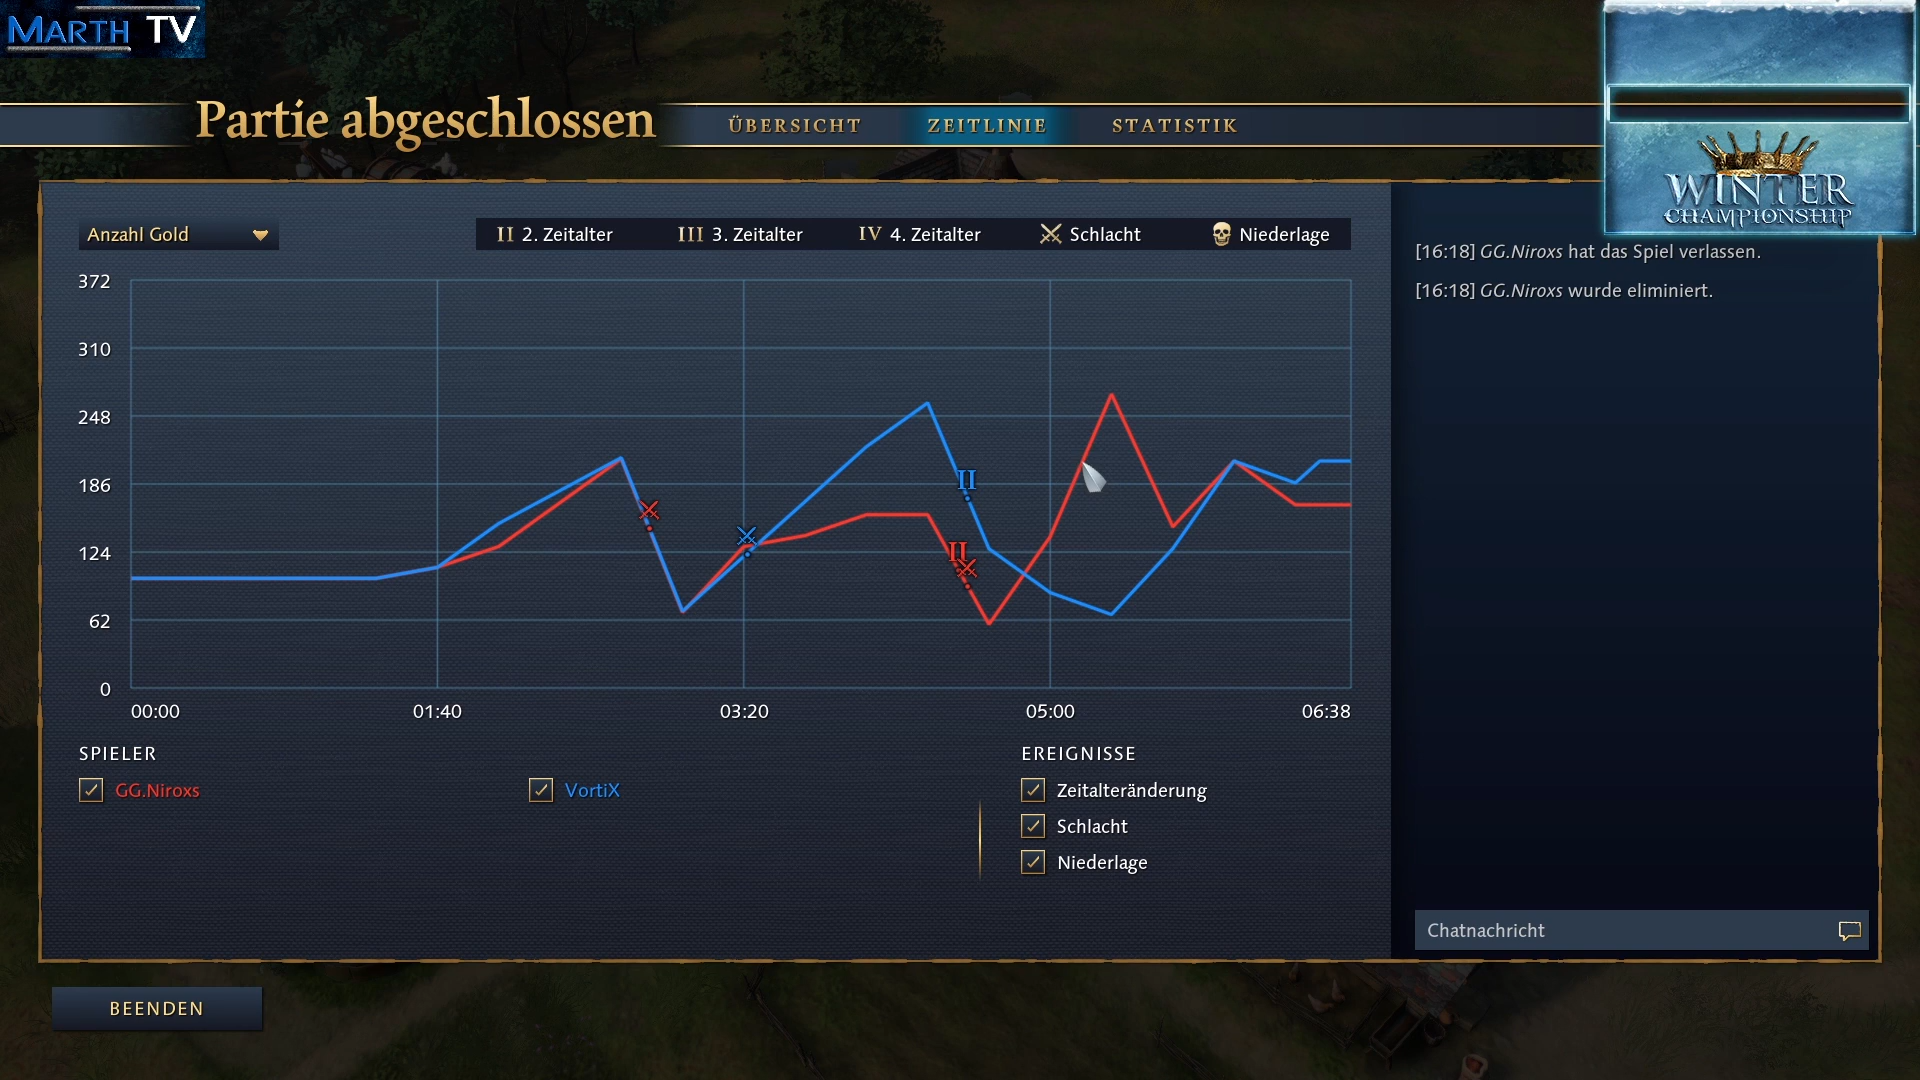 MARTH TV
Partie abgeschlossen
ÜBERSICHT
ZEITLINIE
STATISTIK
WINTER
CHAMPIONSHIP
Anzahl Gold
II 2. Zeitalter
III 3. Zeitalter
IV 4. Zeitalter
Schlacht
Niederlage
[16:18] GG.Niroxs hat das Spiel verlassen.
[16:18] GG.Niroxs wurde eliminiert.
372
310
248
186
124
62
0
II
II
00:00
01:40
03:20
05:00
06:38
SPIELER
GG.Niroxs
VortiX
EREIGNISSE
Zeitalteränderung
Schlacht
Niederlage
Chatnachricht
BEENDEN